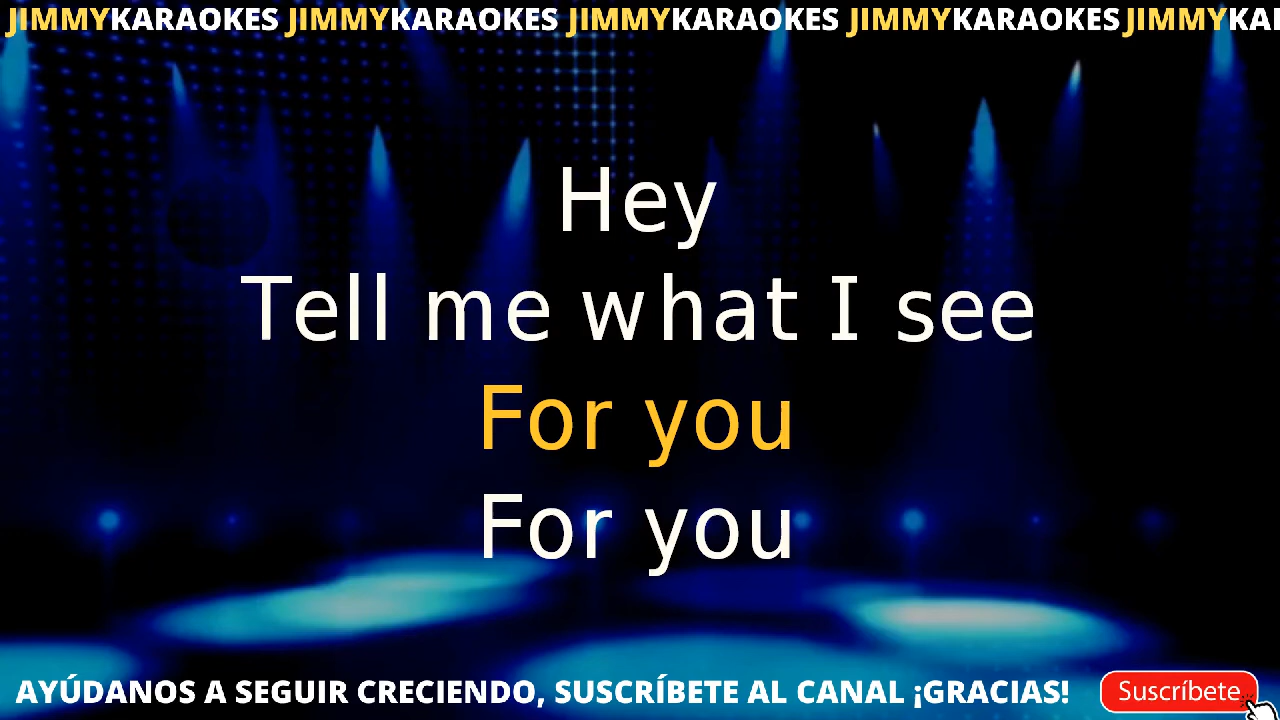 JIMMYKARAOKES JIMMYKARAOKES JIMMYKARAOKES JIMMYKARAOKES JIMMYKA
Hey
Tell me what I see
For you
For you
AYÚDANOS A SEGUIR CRECIENDO, SUSCRÍBETE AL CANAL ¡GRACIAS! Suscríbete